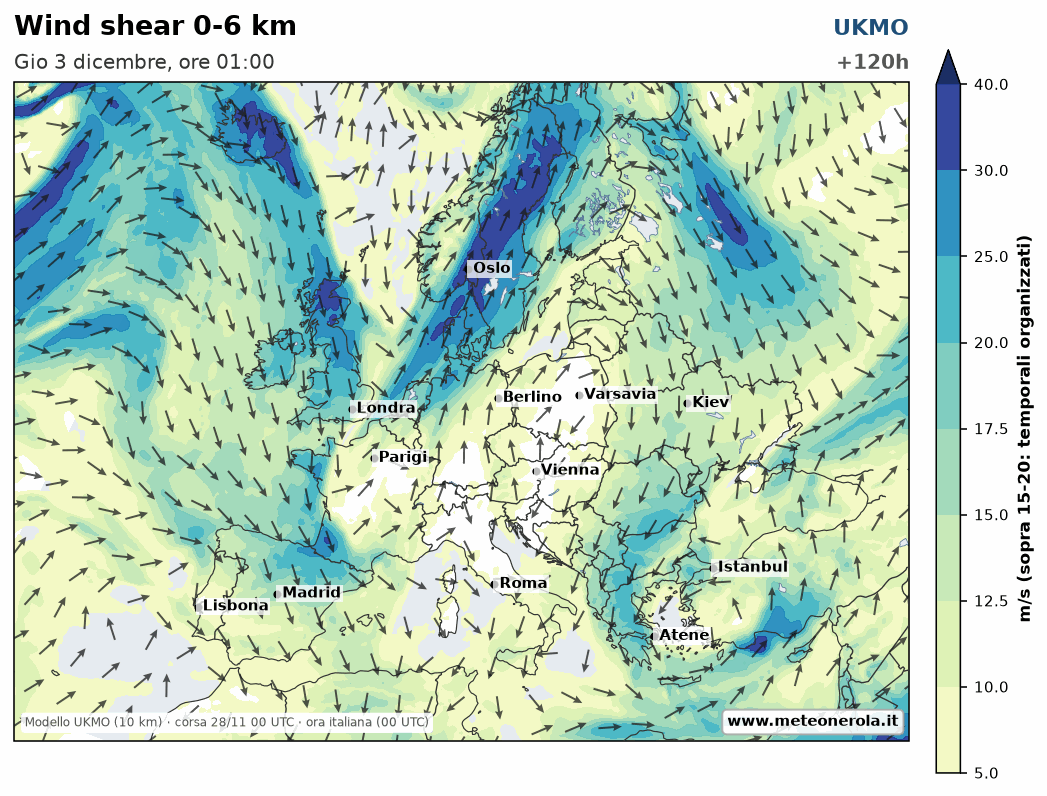 Wind shear 0-6 km
UKMO
Gio 3 dicembre, ore 01:00
+120h
40.0
30.0
25.0
20.0
17.5
15.0
12.5
10.0
5.0
m/s (sopra 15-20: temporali organizzati)
Oslo
Berlino
Varsavia
Kiev
Londra
Parigi
Vienna
Istanbul
Roma
Madrid
Lisbona
Atene
Modello UKMO (10 km) · corsa 28/11 00 UTC · ora italiana (00 UTC)
www.meteonerola.it